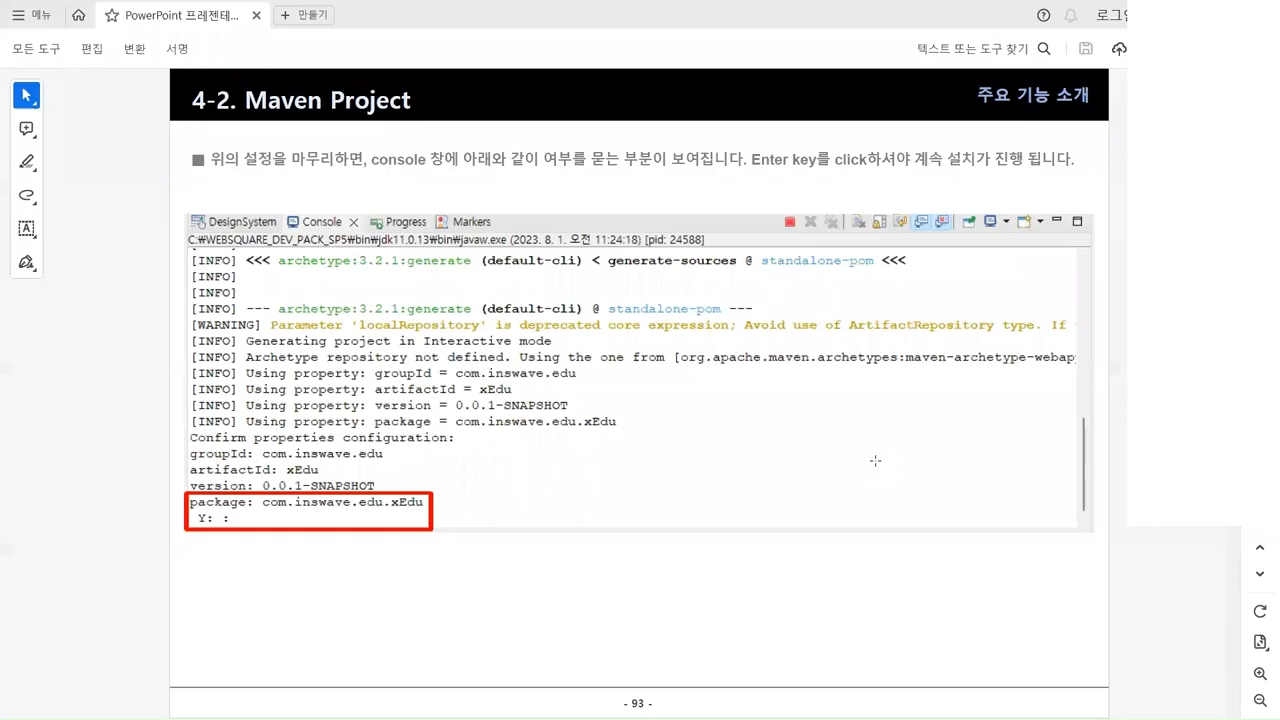 메뉴
PowerPoint 프레젠테...
만들기
모든 도구
편집
변환
서명
텍스트 또는 도구 찾기
4-2. Maven Project
주요 기능 소개
■ 위의 설정을 마무리하면, console 창에 아래와 같이 여부를 묻는 부분이 보여집니다. Enter key를 click하셔야 계속 설치가 진행 됩니다.
DesignSystem
Console
Progress
Markers
C:₩WEBSQUARE_DEV_PACK_SP5₩bin₩jdk11.0.13₩bin₩javaw.exe (2023. 8. 1. 오전 11:24:18) [pid: 24588]
[INFO] <<< archetype:3.2.1:generate (default-cli) < generate-sources @ standalone-pom <<<
[INFO]
[INFO]
[INFO] --- archetype:3.2.1:generate (default-cli) @ standalone-pom ---
[WARNING] Parameter 'localRepository' is deprecated core expression; Avoid use of ArtifactRepository type. If
[INFO] Generating project in Interactive mode
[INFO] Archetype repository not defined. Using the one from [org.apache.maven.archetypes:maven-archetype-webap
[INFO] Using property: groupId = com.inswave.edu
[INFO] Using property: artifactId = xEdu
[INFO] Using property: version = 0.0.1-SNAPSHOT
[INFO] Using property: package = com.inswave.edu.xEdu
Confirm properties configuration:
groupId: com.inswave.edu
artifactId: xEdu
version: 0.0.1-SNAPSHOT
package: com.inswave.edu.xEdu
Y: :
- 93 -